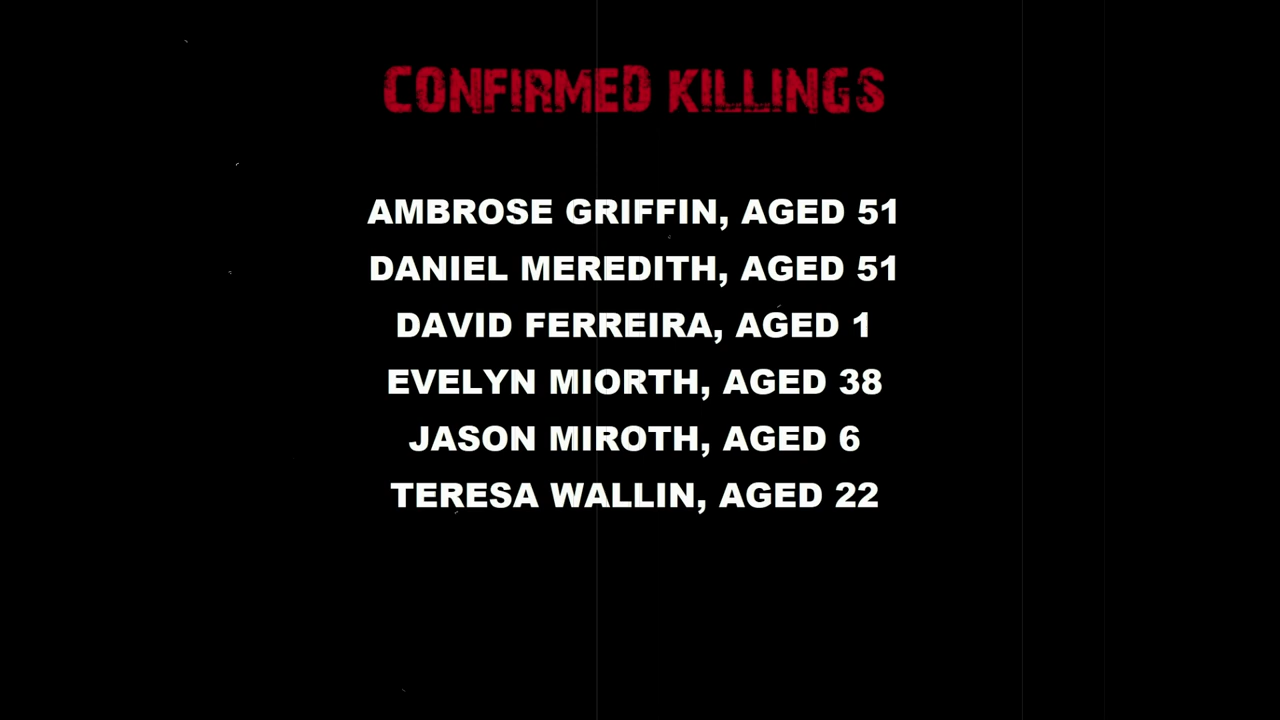 CONFIRMED KILLINGS
AMBROSE GRIFFIN, AGED 51
DANIEL MEREDITH, AGED 51
DAVID FERREIRA, AGED 1
EVELYN MIORTH, AGED 38
JASON MIROTH, AGED 6
TERESA WALLIN, AGED 22